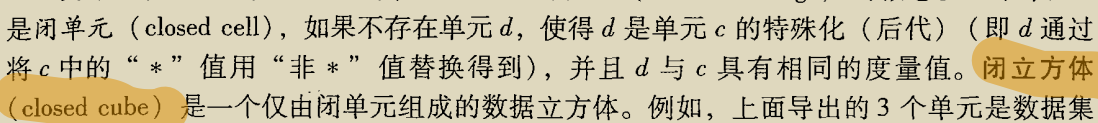 是闭单元(closed cell),如果不存在单元 d,使得 d 是单元 c 的特殊化(后代)(即 d 通过
将 c 中的“*”值用“非 *”值替换得到),并且 d 与 c 具有相同的度量值。闭立方体
(closed cube)是一个仅由闭单元组成的数据立方体。例如,上面导出的 3 个单元是数据集